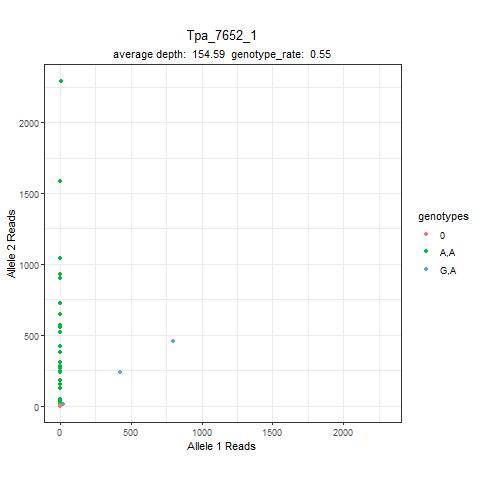 Tpa_7652_1
average depth:  154.59  genotype_rate:  0.55
Allele 2 Reads
2000
1500
1000
500
0
0 500 1000 1500 2000
Allele 1 Reads
genotypes
0
A,A
G,A